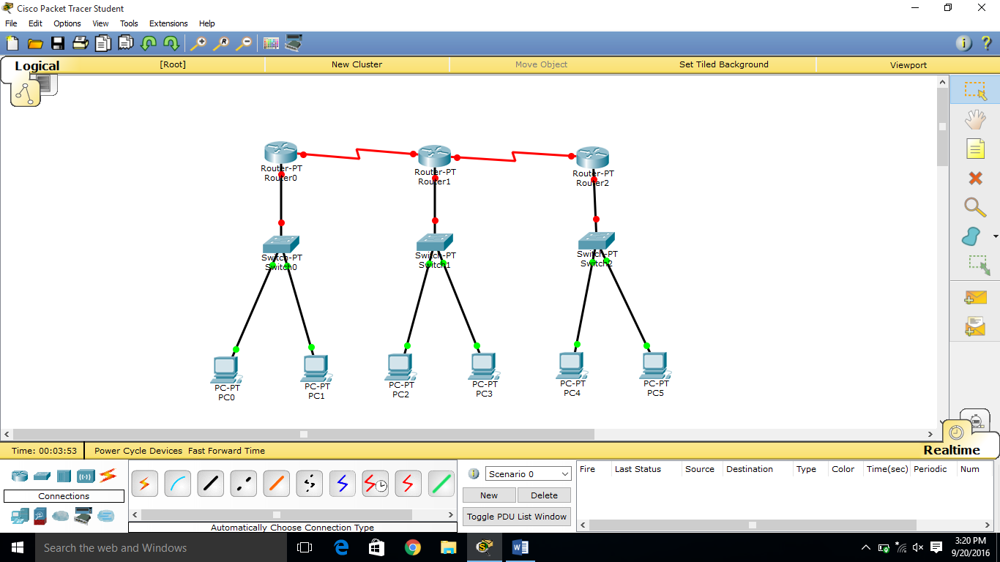 Cisco Packet Tracer Student
File Edit Options View Tools Extensions Help
Logical [Root] New Cluster Move Object Set Tiled Background Viewport
Router-PT
Router0
Router-PT
Router1
Router-PT
Router2
Switch-PT
Switch0
Switch-PT
Switch1
Switch-PT
Switch2
PC-PT
PC0
PC-PT
PC1
PC-PT
PC2
PC-PT
PC3
PC-PT
PC4
PC-PT
PC5
Time: 00:03:53 Power Cycle Devices Fast Forward Time Realtime
Connections
Automatically Choose Connection Type
Scenario 0
New Delete
Toggle PDU List Window
Fire Last Status Source Destination Type Color Time(sec) Periodic Num
Search the web and Windows
3:20 PM
9/20/2016